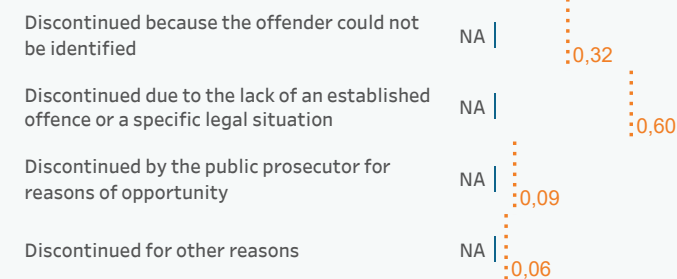 Discontinued because the offender could not
be identified
NA
0,32
Discontinued due to the lack of an established
offence or a specific legal situation
NA
0,60
Discontinued by the public prosecutor for
reasons of opportunity
NA
0,09
Discontinued for other reasons
NA
0,06